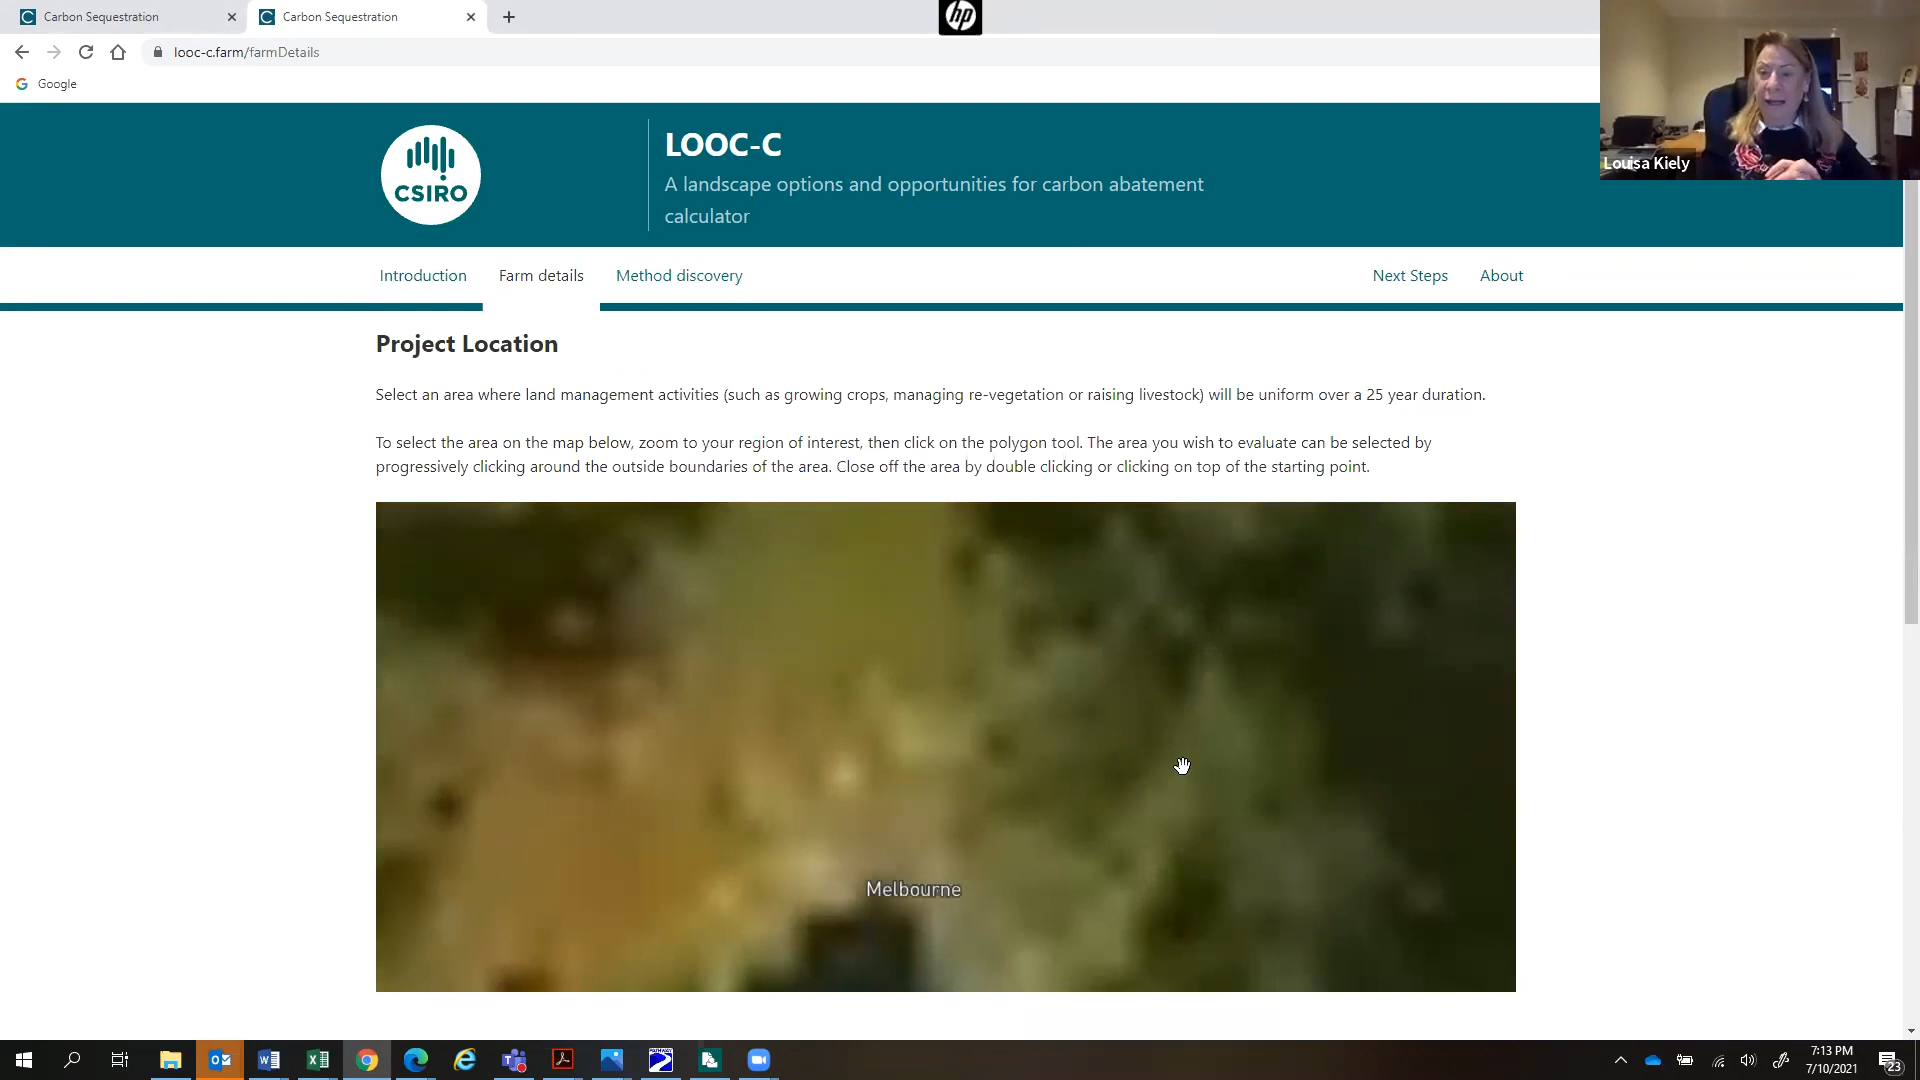 Carbon Sequestration
Carbon Sequestration
hp
looc-c.farm/farmDetails
Google
CSIRO
LOOC-C
A landscape options and opportunities for carbon abatement
calculator
Louisa Kiely
Introduction
Farm details
Method discovery
Next Steps
About
Project Location
Select an area where land management activities (such as growing crops, managing re-vegetation or raising livestock) will be uniform over a 25 year duration.
To select the area on the map below, zoom to your region of interest, then click on the polygon tool. The area you wish to evaluate can be selected by
progressively clicking around the outside boundaries of the area. Close off the area by double clicking or clicking on top of the starting point.
Melbourne
7:13 PM
7/10/2021
23